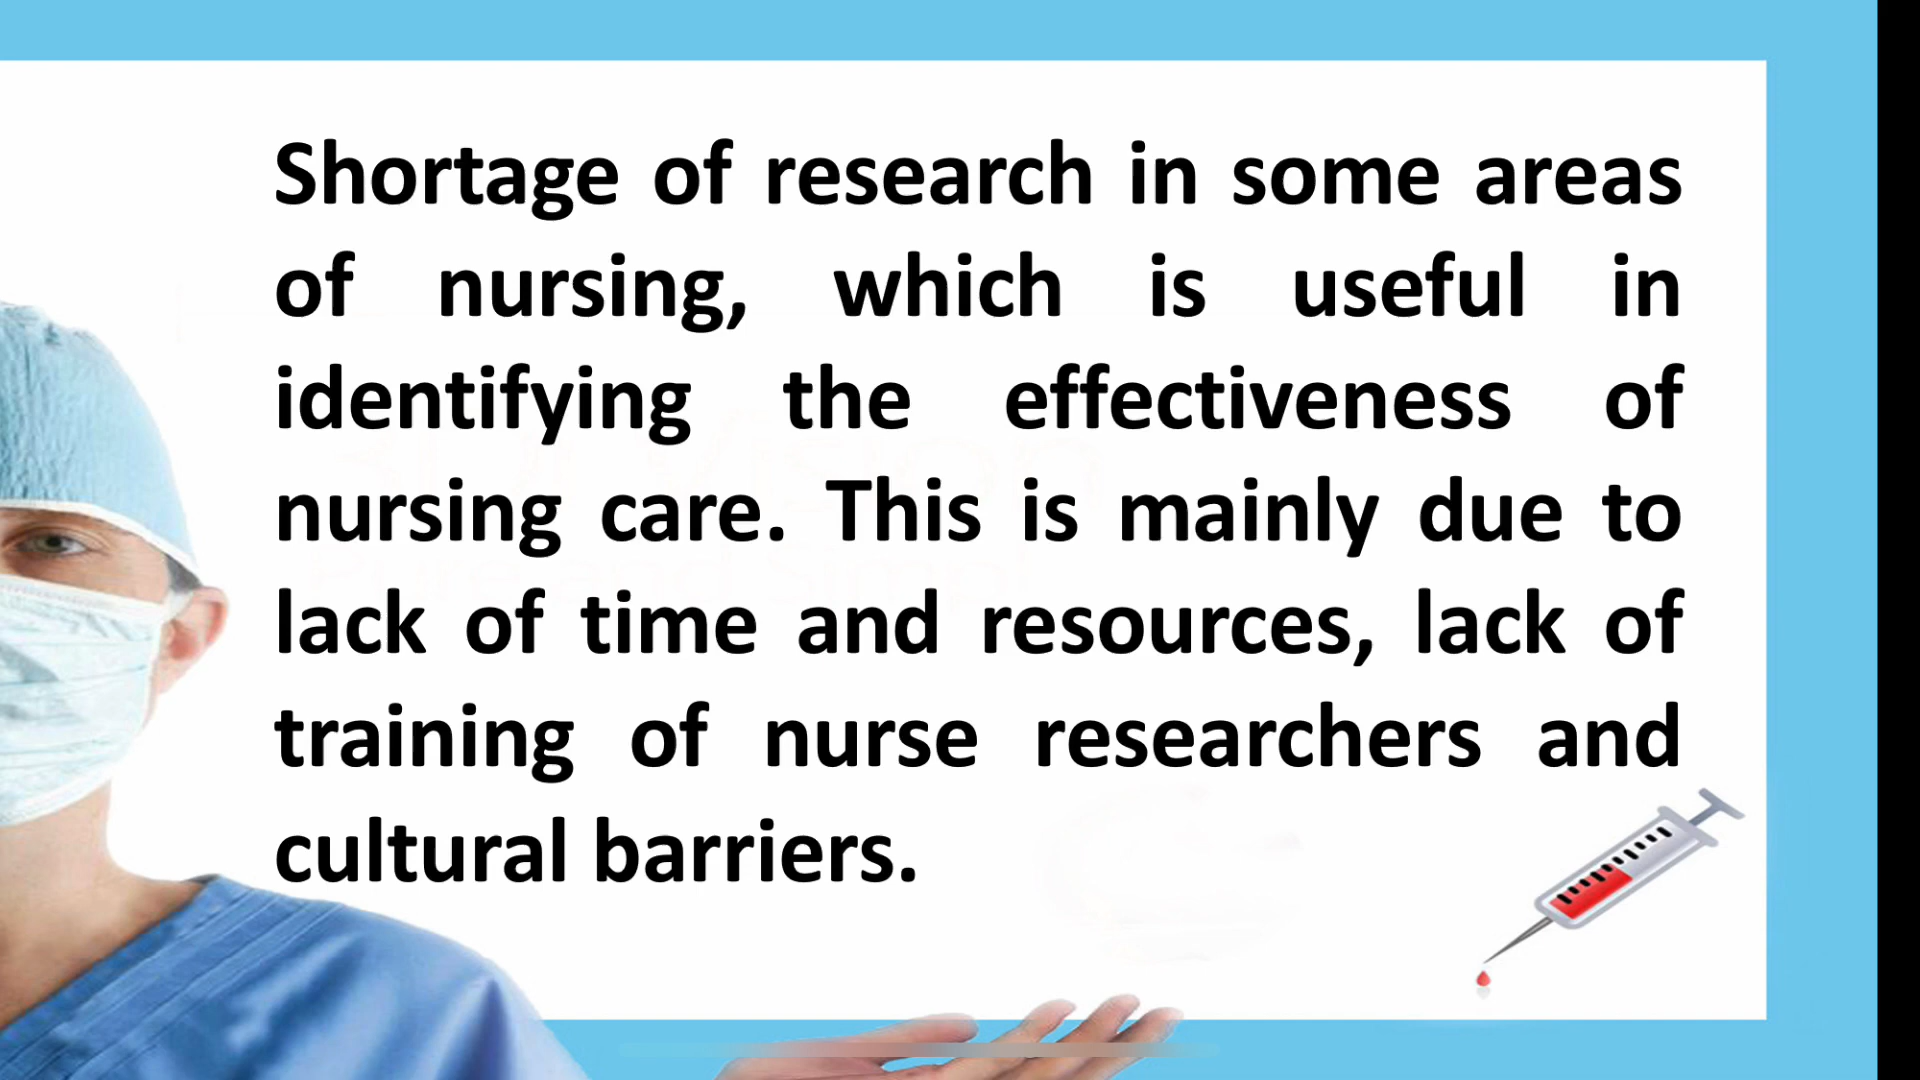 Shortage of research in some areas
of nursing, which is useful in
identifying the effectiveness of
nursing care. This is mainly due to
lack of time and resources, lack of
training of nurse researchers and
cultural barriers.